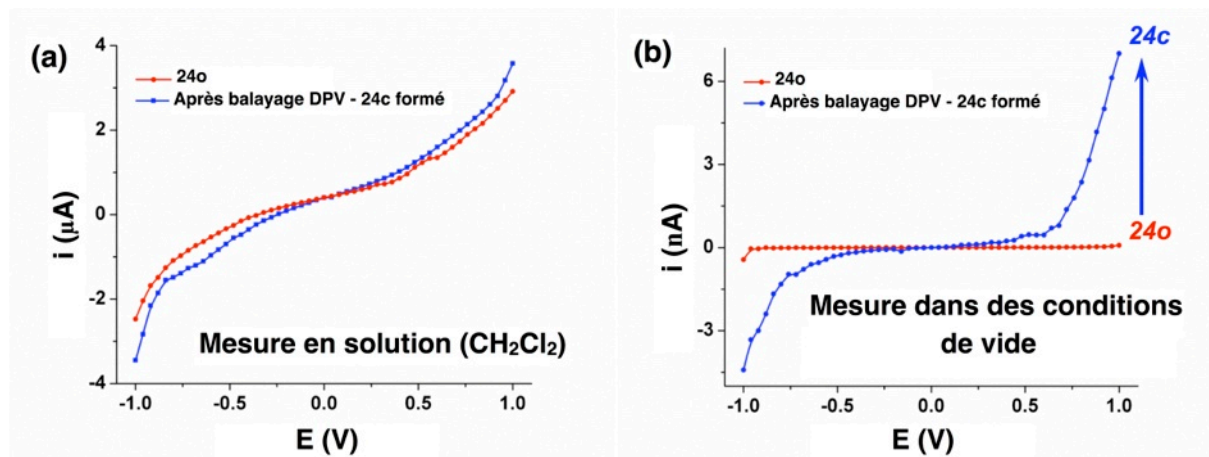 (a)
4
2
0
-2
-4
i (μA)
24o
Après balayage DPV - 24c formé
Mesure en solution (CH₂Cl₂)
-1.0 -0.5 0.0 0.5 1.0
E (V)
(b)
6
3
0
-3
i (nA)
24o
Après balayage DPV - 24c formé
24c
24o
Mesure dans des conditions
de vide
-1.0 -0.5 0.0 0.5 1.0
E (V)